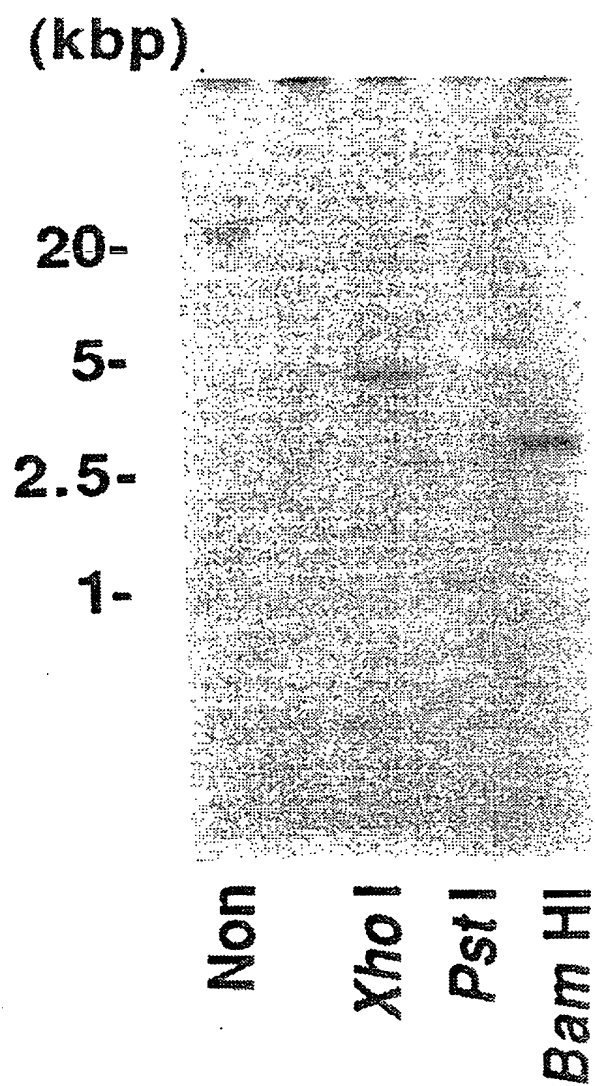 (kbp)
20-
5-
2.5-
1-
Non
Xho I
Pst I
Bam HI